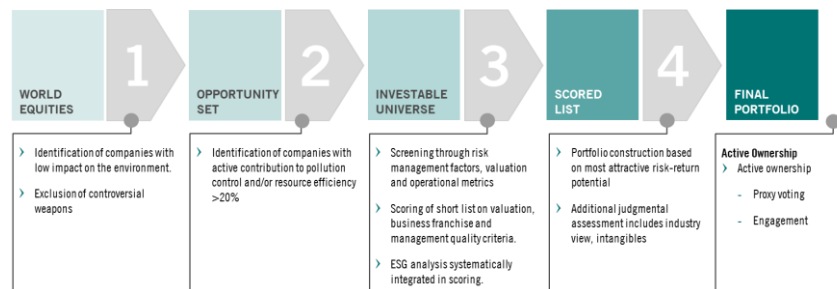 WORLD
EQUITIES
1
OPPORTUNITY
SET
2
INVESTABLE
UNIVERSE
3
SCORED
LIST
4
FINAL
PORTFOLIO
› Identification of companies with
low impact on the environment.
› Exclusion of controversial
weapons
› Identification of companies with
active contribution to pollution
control and/or resource efficiency
>20%
› Screening through risk
management factors, valuation
and operational metrics
› Scoring of short list on valuation,
business franchise and
management quality criteria.
› ESG analysis systematically
integrated in scoring.
› Portfolio construction based
on most attractive risk-return
potential
› Additional judgmental
assessment includes industry
view, intangibles
Active Ownership
› Active ownership
- Proxy voting
- Engagement